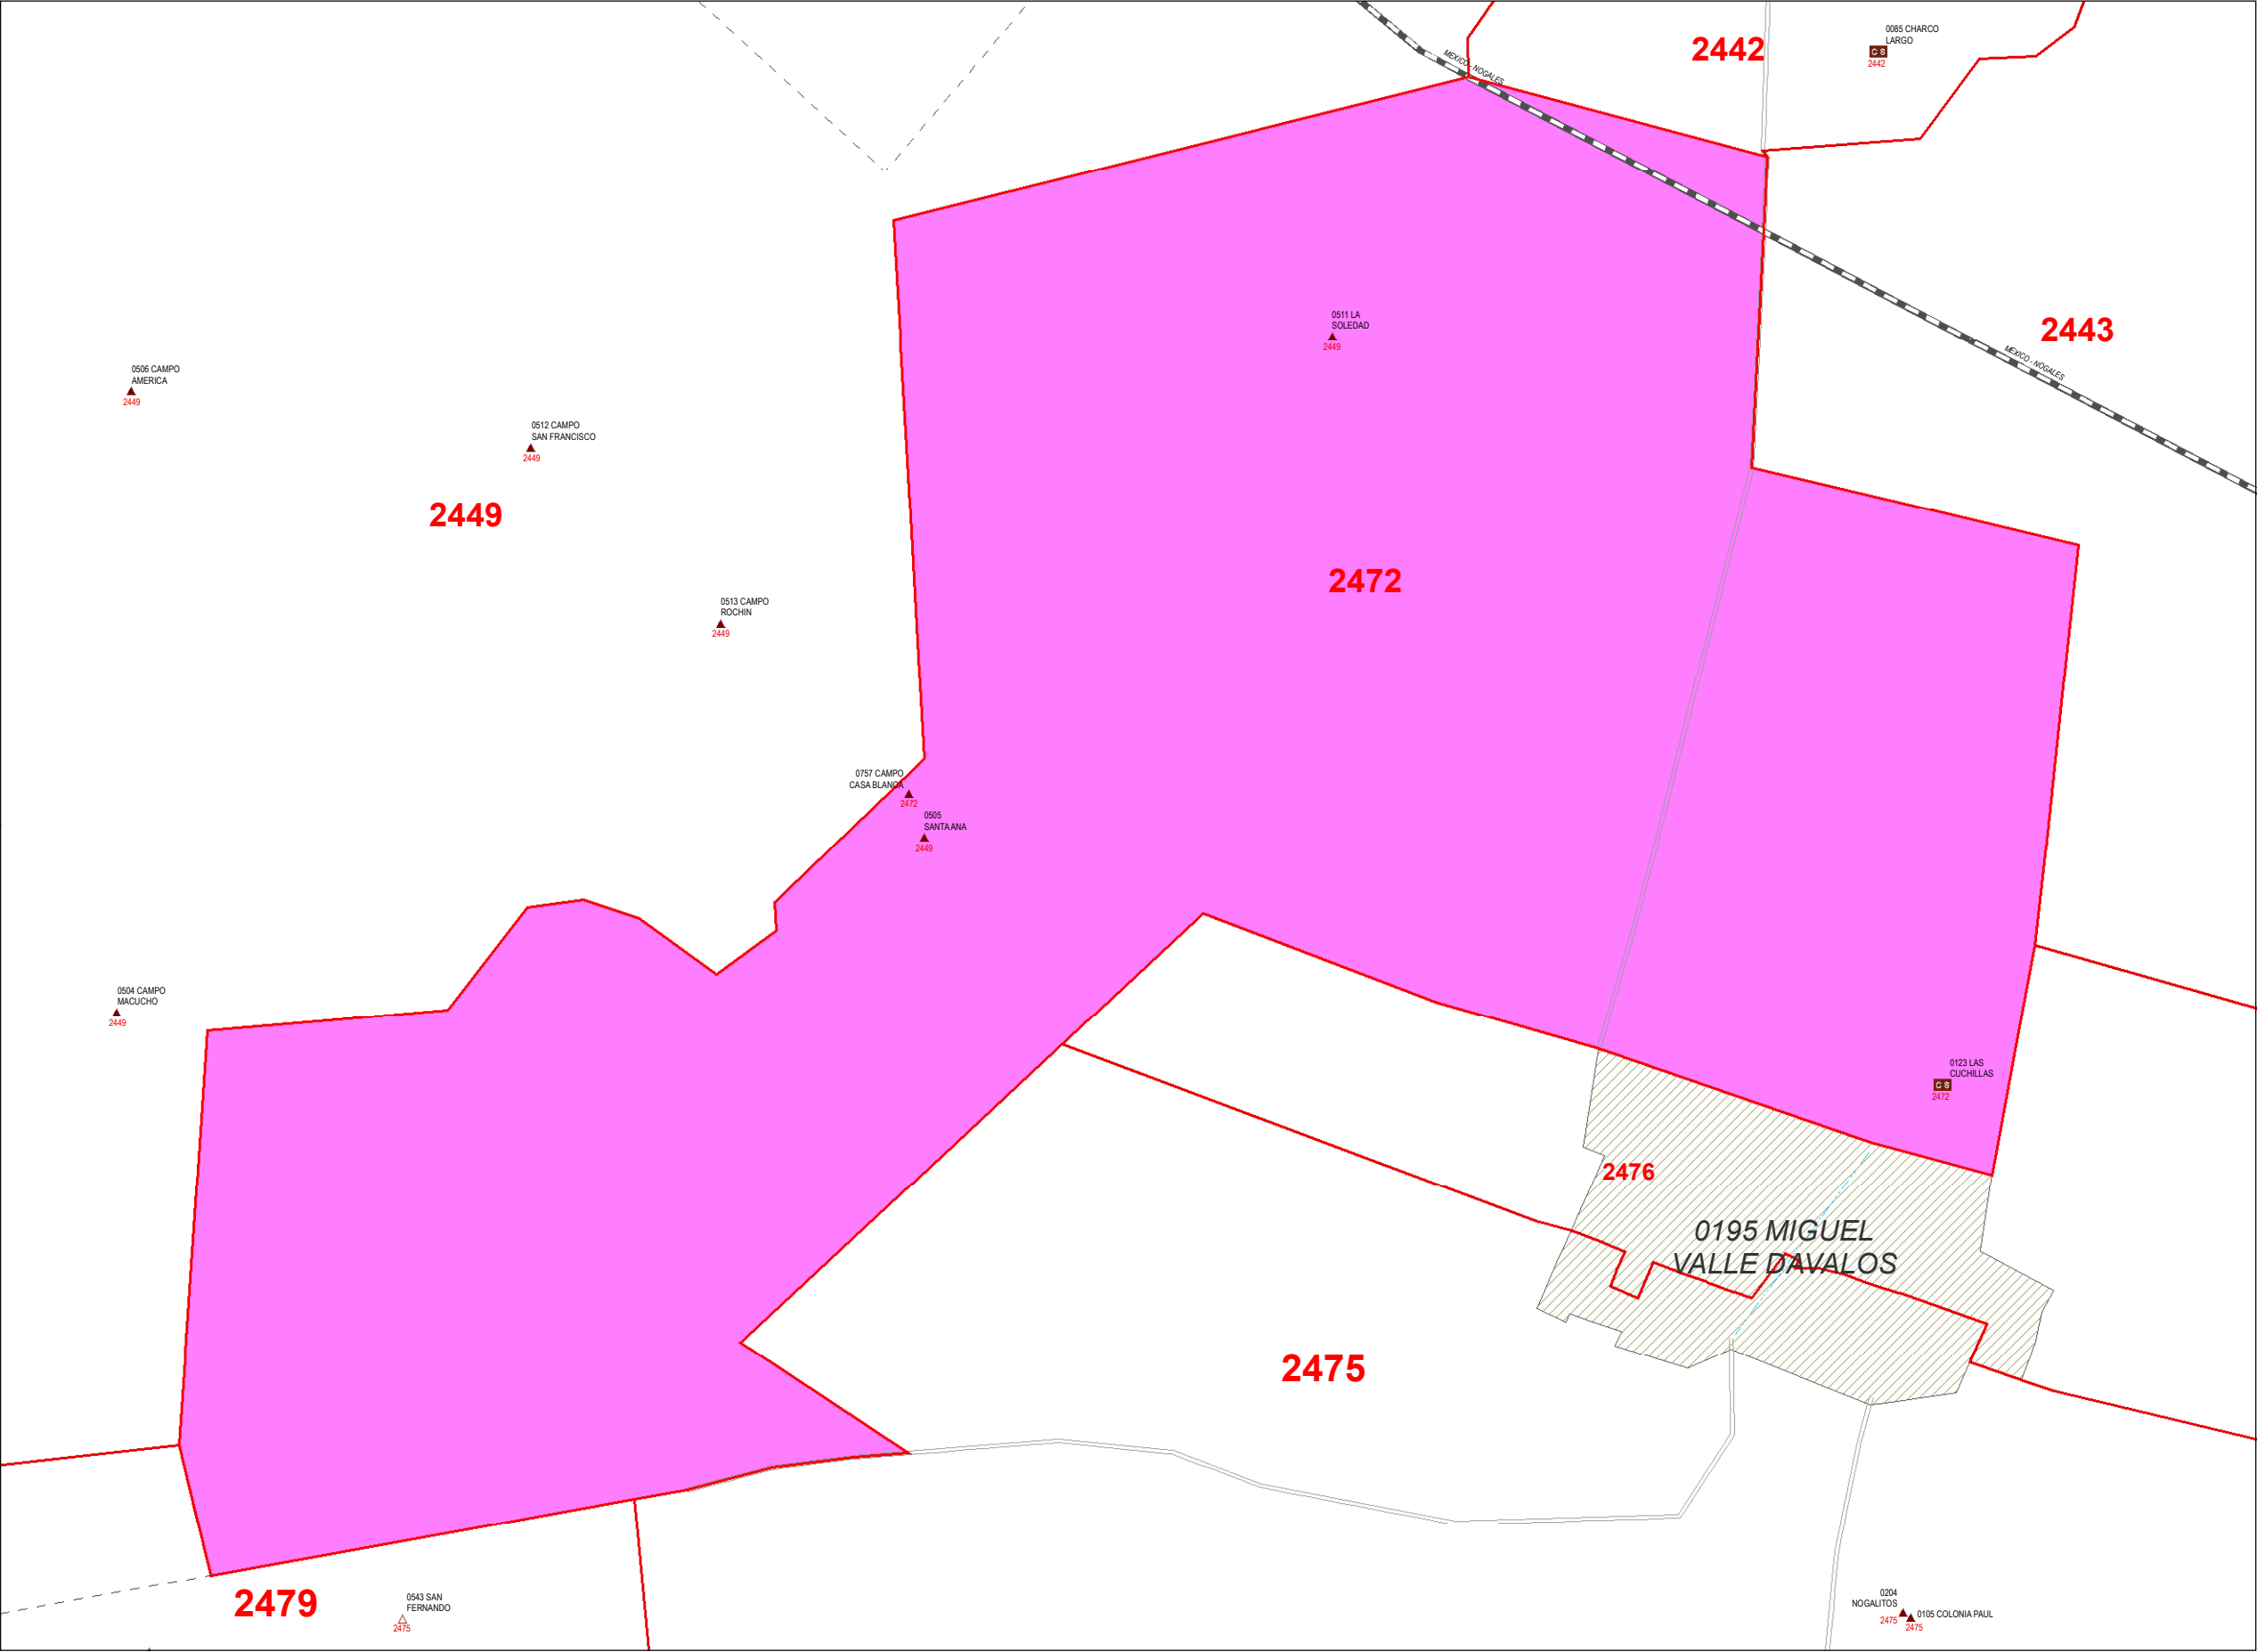 2442
0085 CHARCO
LARGO
C S
2442
MEXICO - NOGALES
2443
MEXICO - NOGALES
0511 LA
SOLEDAD
2449
0506 CAMPO
AMERICA
2449
0512 CAMPO
SAN FRANCISCO
2449
2449
2472
0513 CAMPO
ROCHIN
2449
0757 CAMPO
CASA BLANCA
2472
0505
SANTA ANA
2449
0504 CAMPO
MACUCHO
2449
0123 LAS
CUCHILLAS
C S
2472
2476
0195 MIGUEL
VALLE DAVALOS
2475
2479
0543 SAN
FERNANDO
2475
0204
NOGALITOS
2475
0105 COLONIA PAUL
2475